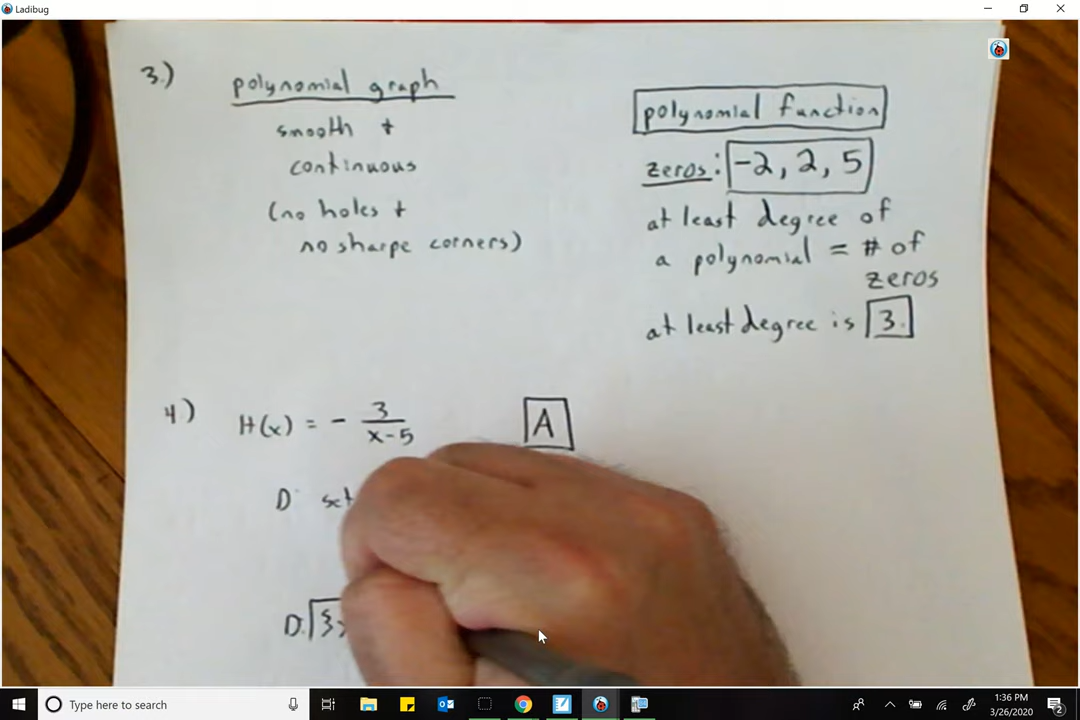 Ladibug
3.)
polynomial graph
smooth +
continuous
(no holes +
no sharpe corners)
polynomial function
zeros: -2, 2, 5
at least degree of
a polynomial = # of
zeros
at least degree is 3.
4.)
H(x) = - 3/(x-5)
A
D: set
D:
Type here to search
1:36 PM
3/26/2020
2